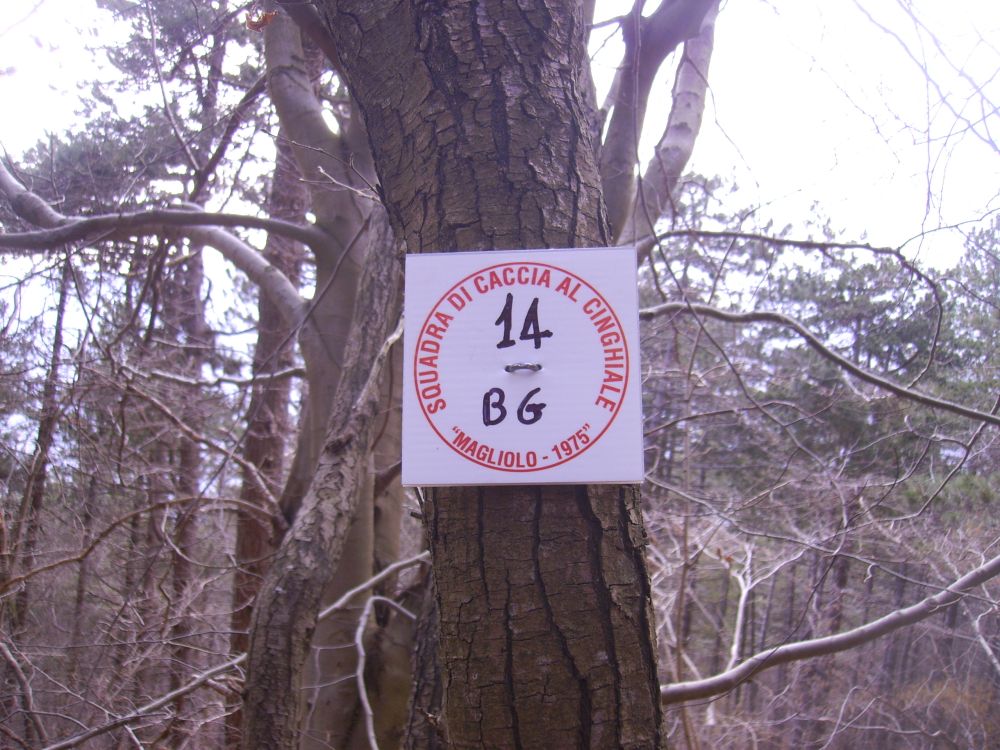 SQUADRA DI CACCIA AL CINGHIALE
14
BG
"MAGLIOLO - 1975"